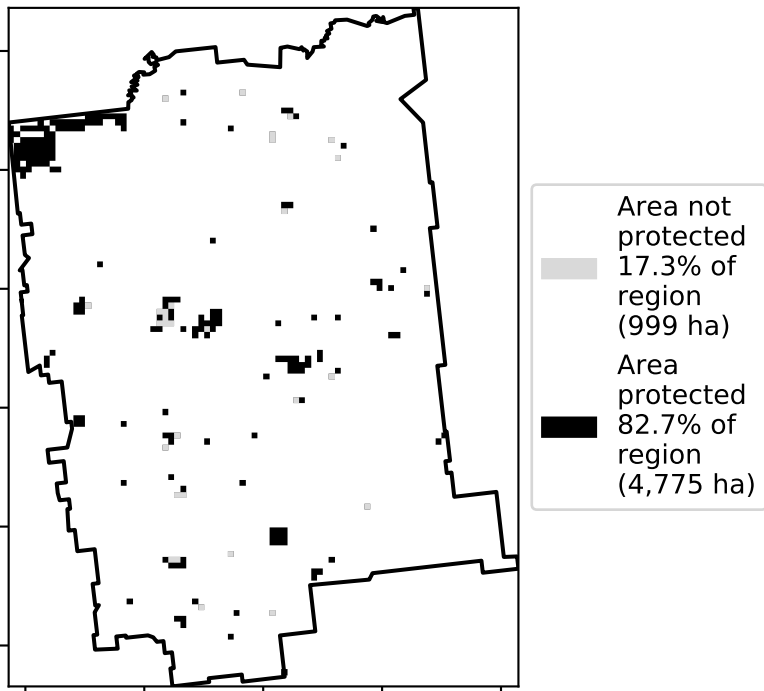 Area not
protected
17.3% of
region
(999 ha)
Area
protected
82.7% of
region
(4,775 ha)